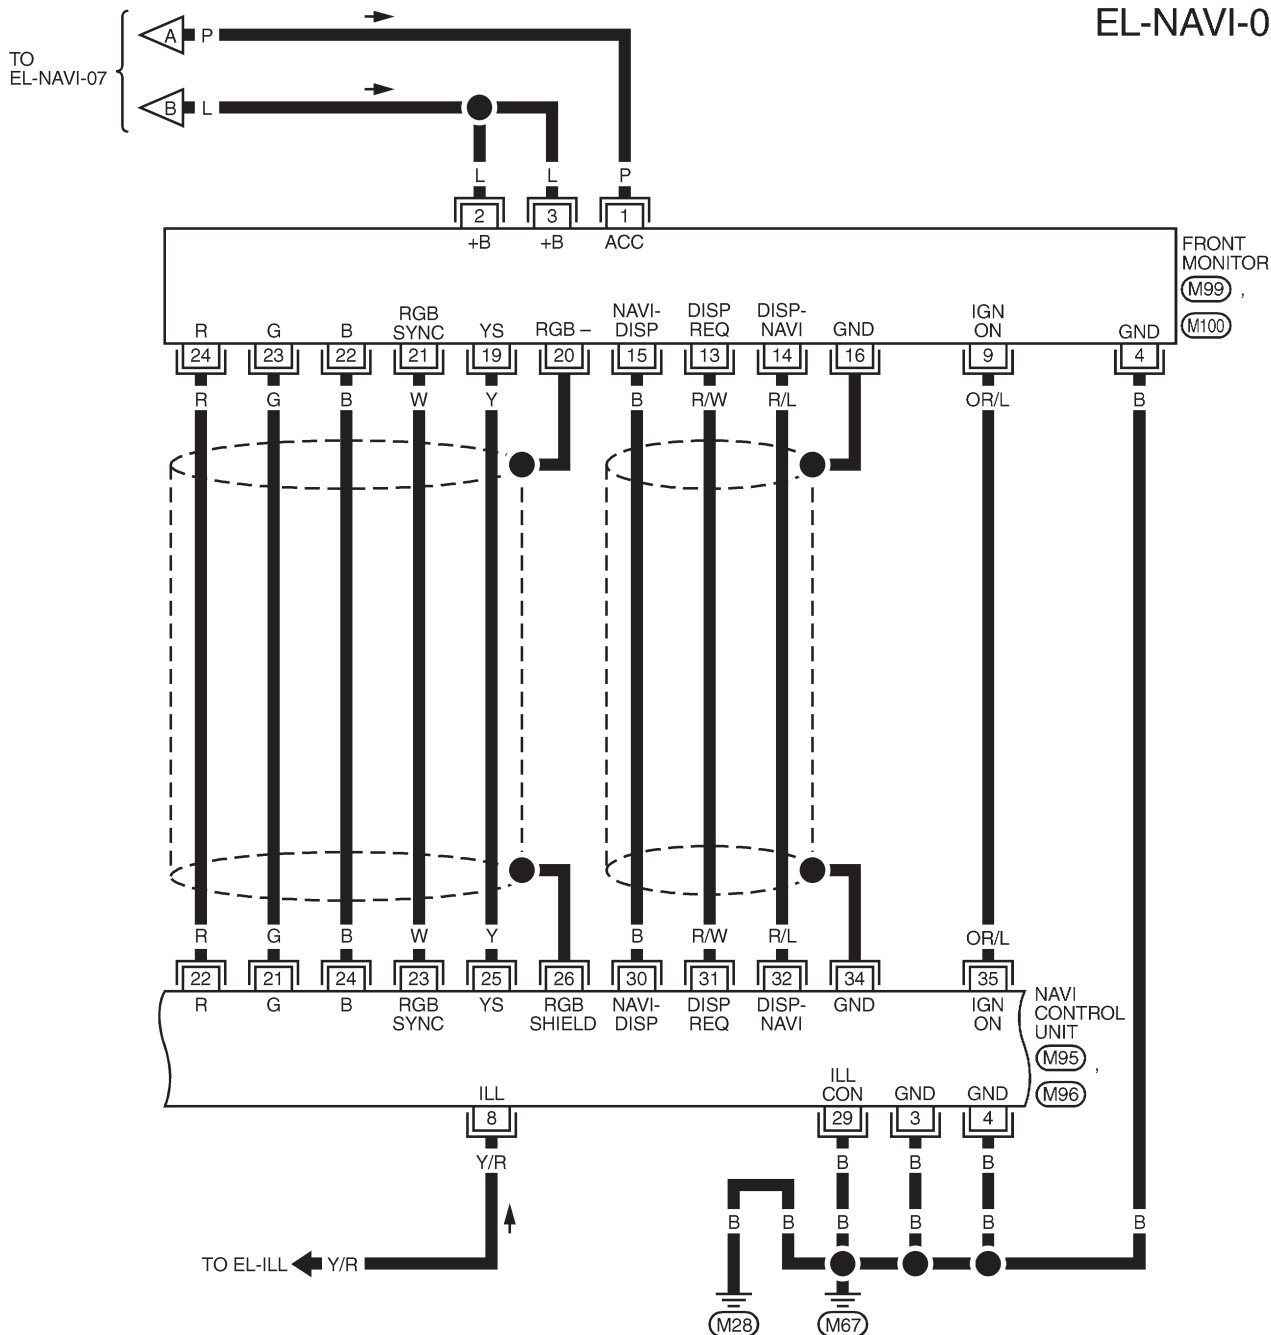 EL-NAVI-0
A P
TO
EL-NAVI-07
B L
L L P
2 3 1
+B +B ACC
FRONT
MONITOR
M99 ,
M100
R G B RGB SYNC YS RGB – NAVI-DISP DISP REQ DISP-NAVI GND IGN ON GND
24 23 22 21 19 20 15 13 14 16 9 4
R G B W Y B R/W R/L OR/L B
R G B W Y B R/W R/L OR/L
22 21 24 23 25 26 30 31 32 34 35
R G B RGB SYNC YS RGB SHIELD NAVI-DISP DISP REQ DISP-NAVI GND IGN ON
NAVI
CONTROL
UNIT
M95 ,
M96
ILL ILL CON GND GND
8 29 3 4
Y/R B B B
B B B B B B
TO EL-ILL Y/R
M28 M67